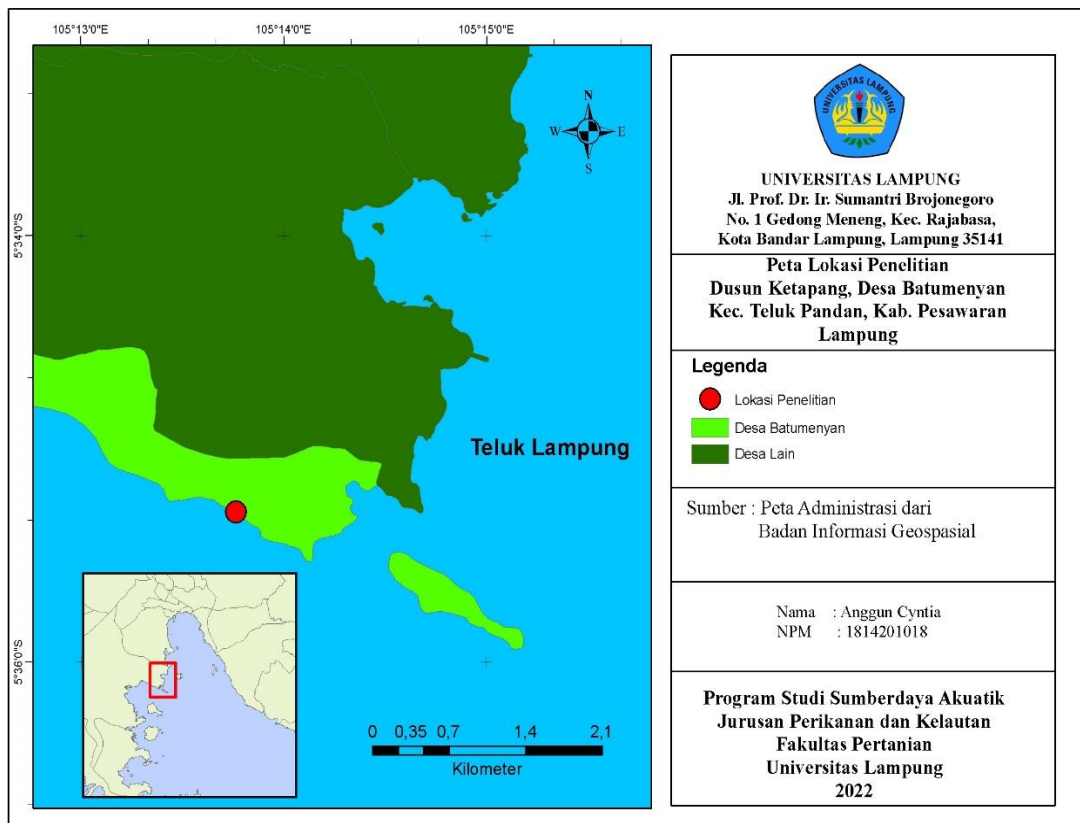 105°13'0"E
105°14'0"E
105°15'0"E
5°34'0"S
5°36'0"S
N
W
E
S
Teluk Lampung
0 0,35 0,7 1,4 2,1
Kilometer
UNIVERSITAS LAMPUNG
UNIVERSITAS LAMPUNG
Jl. Prof. Dr. Ir. Sumantri Brojonegoro
No. 1 Gedong Meneng, Kec. Rajabasa,
Kota Bandar Lampung, Lampung 35141
Peta Lokasi Penelitian
Dusun Ketapang, Desa Batumenyan
Kec. Teluk Pandan, Kab. Pesawaran
Lampung
Legenda
Lokasi Penelitian
Desa Batumenyan
Desa Lain
Sumber : Peta Administrasi dari
Badan Informasi Geospasial
Nama : Anggun Cyntia
NPM : 1814201018
Program Studi Sumberdaya Akuatik
Jurusan Perikanan dan Kelautan
Fakultas Pertanian
Universitas Lampung
2022